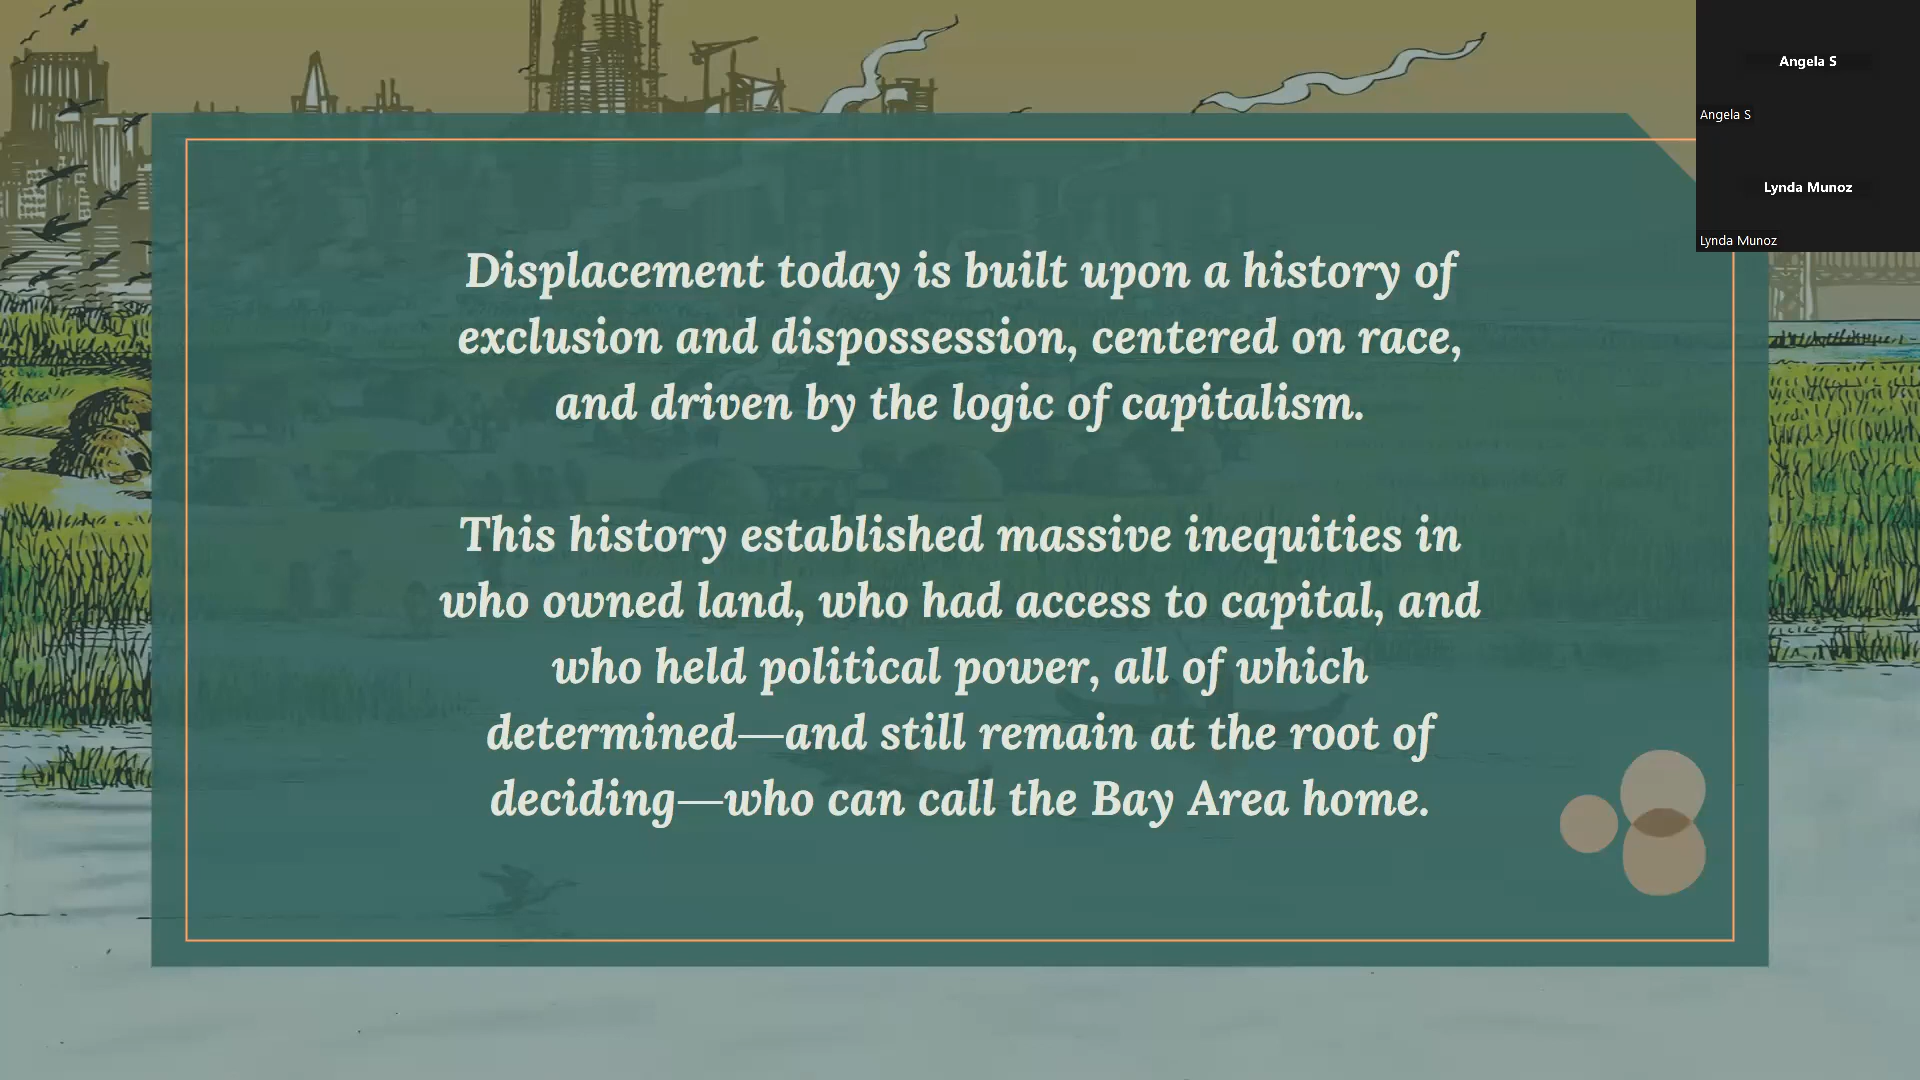 Angela S
Angela S
Lynda Munoz
Lynda Munoz
Displacement today is built upon a history of
exclusion and dispossession, centered on race,
and driven by the logic of capitalism.
This history established massive inequities in
who owned land, who had access to capital, and
who held political power, all of which
determined—and still remain at the root of
deciding—who can call the Bay Area home.